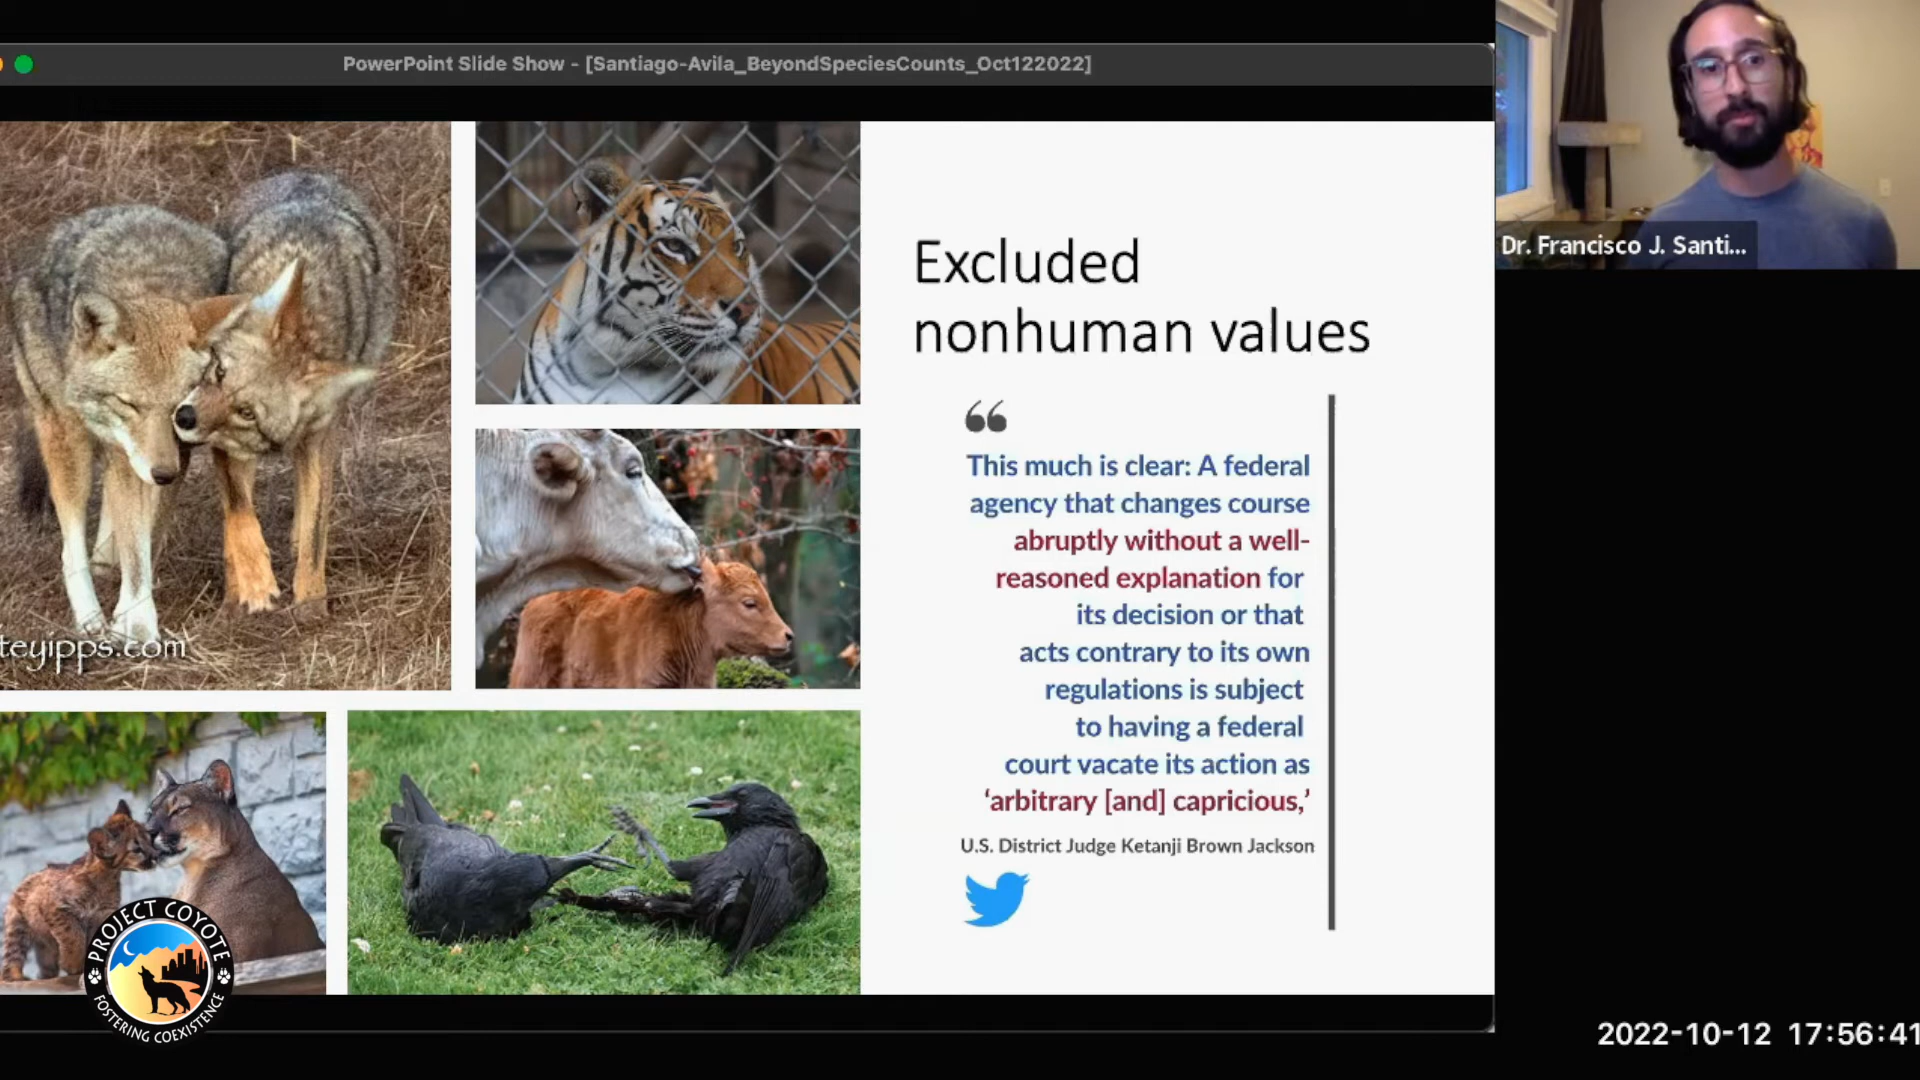 PowerPoint Slide Show - [Santiago-Avila_BeyondSpeciesCounts_Oct122022]
Dr. Francisco J. Santi...
Excluded
nonhuman values
“
This much is clear: A federal
agency that changes course
abruptly without a well-
reasoned explanation for
its decision or that
acts contrary to its own
regulations is subject
to having a federal
court vacate its action as
‘arbitrary [and] capricious,’
U.S. District Judge Ketanji Brown Jackson
teyipps.com
PROJECT COYOTE
FOSTERING COEXISTENCE
2022-10-12 17:56:41